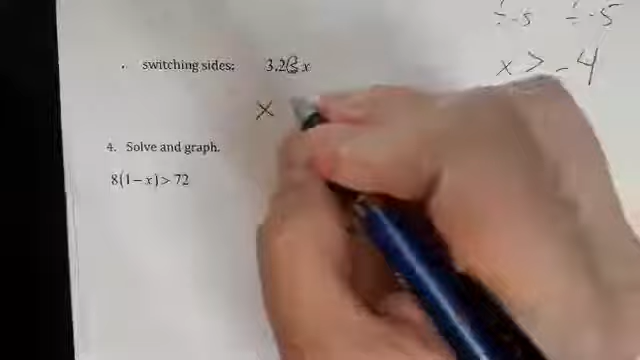 ÷ -5 ÷ -5
x > -4
. switching sides: 3.2 x
x
4. Solve and graph.
8(1 – x) > 72